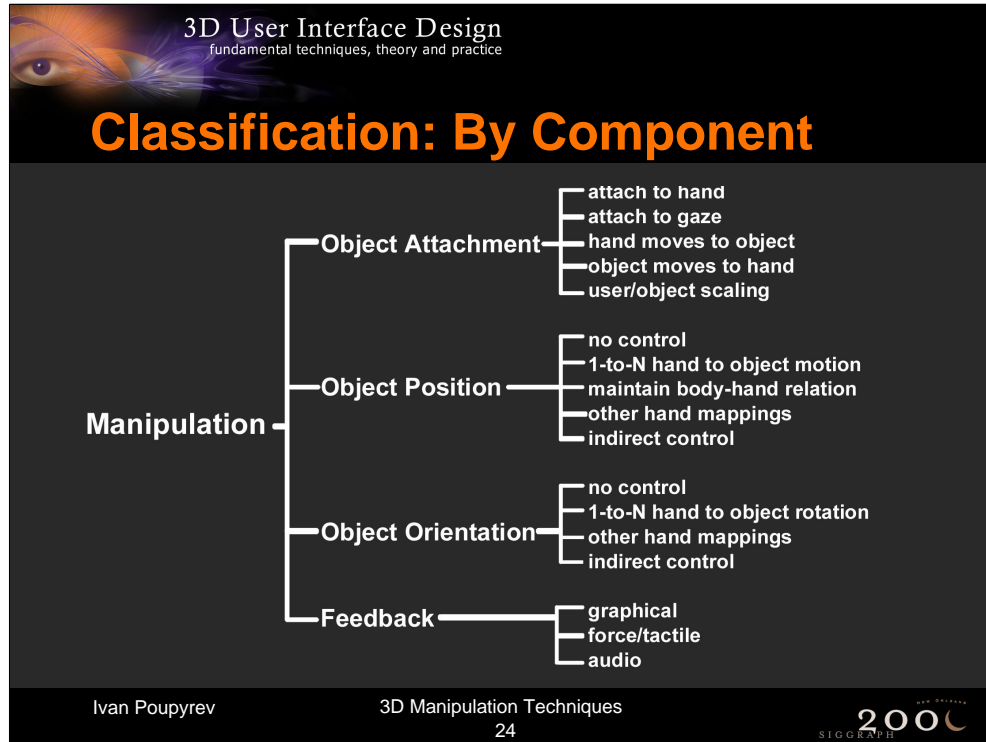 3D User Interface Design
fundamental techniques, theory and practice
Classification: By Component
Manipulation
Object Attachment
attach to hand
attach to gaze
hand moves to object
object moves to hand
user/object scaling
Object Position
no control
1-to-N hand to object motion
maintain body-hand relation
other hand mappings
indirect control
Object Orientation
no control
1-to-N hand to object rotation
other hand mappings
indirect control
Feedback
graphical
force/tactile
audio
Ivan Poupyrev
3D Manipulation Techniques
24
NEW ORLEANS
SIGGRAPH 2000